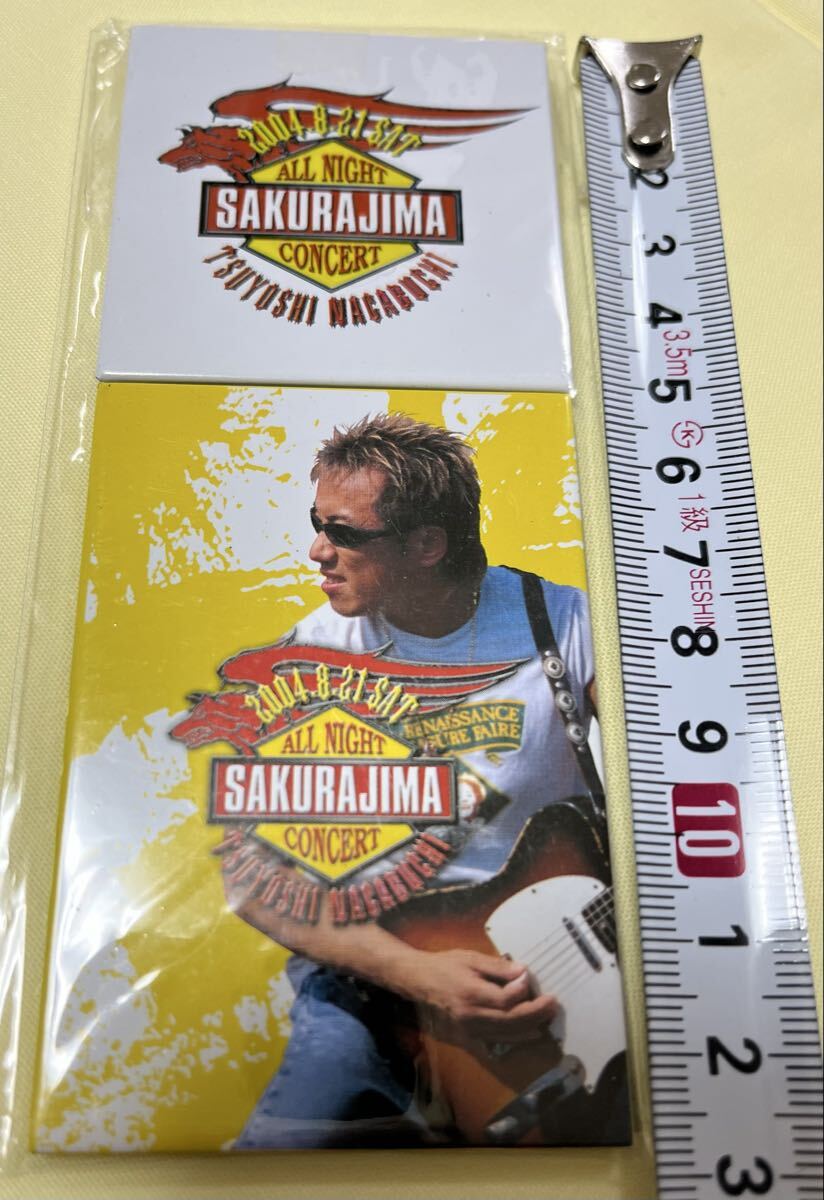 2004.8.21 SAT
ALL NIGHT
SAKURAJIMA
CONCERT
TSUYOSHI NAGABUCHI
2004.8.21 SAT
ALL NIGHT
SAKURAJIMA
CONCERT
TSUYOSHI NAGABUCHI
RENAISSANCE
FAIRE
2
3
4
3.5m
5
K
6
1級
7
SESHIN
8
9
10
1
2
3